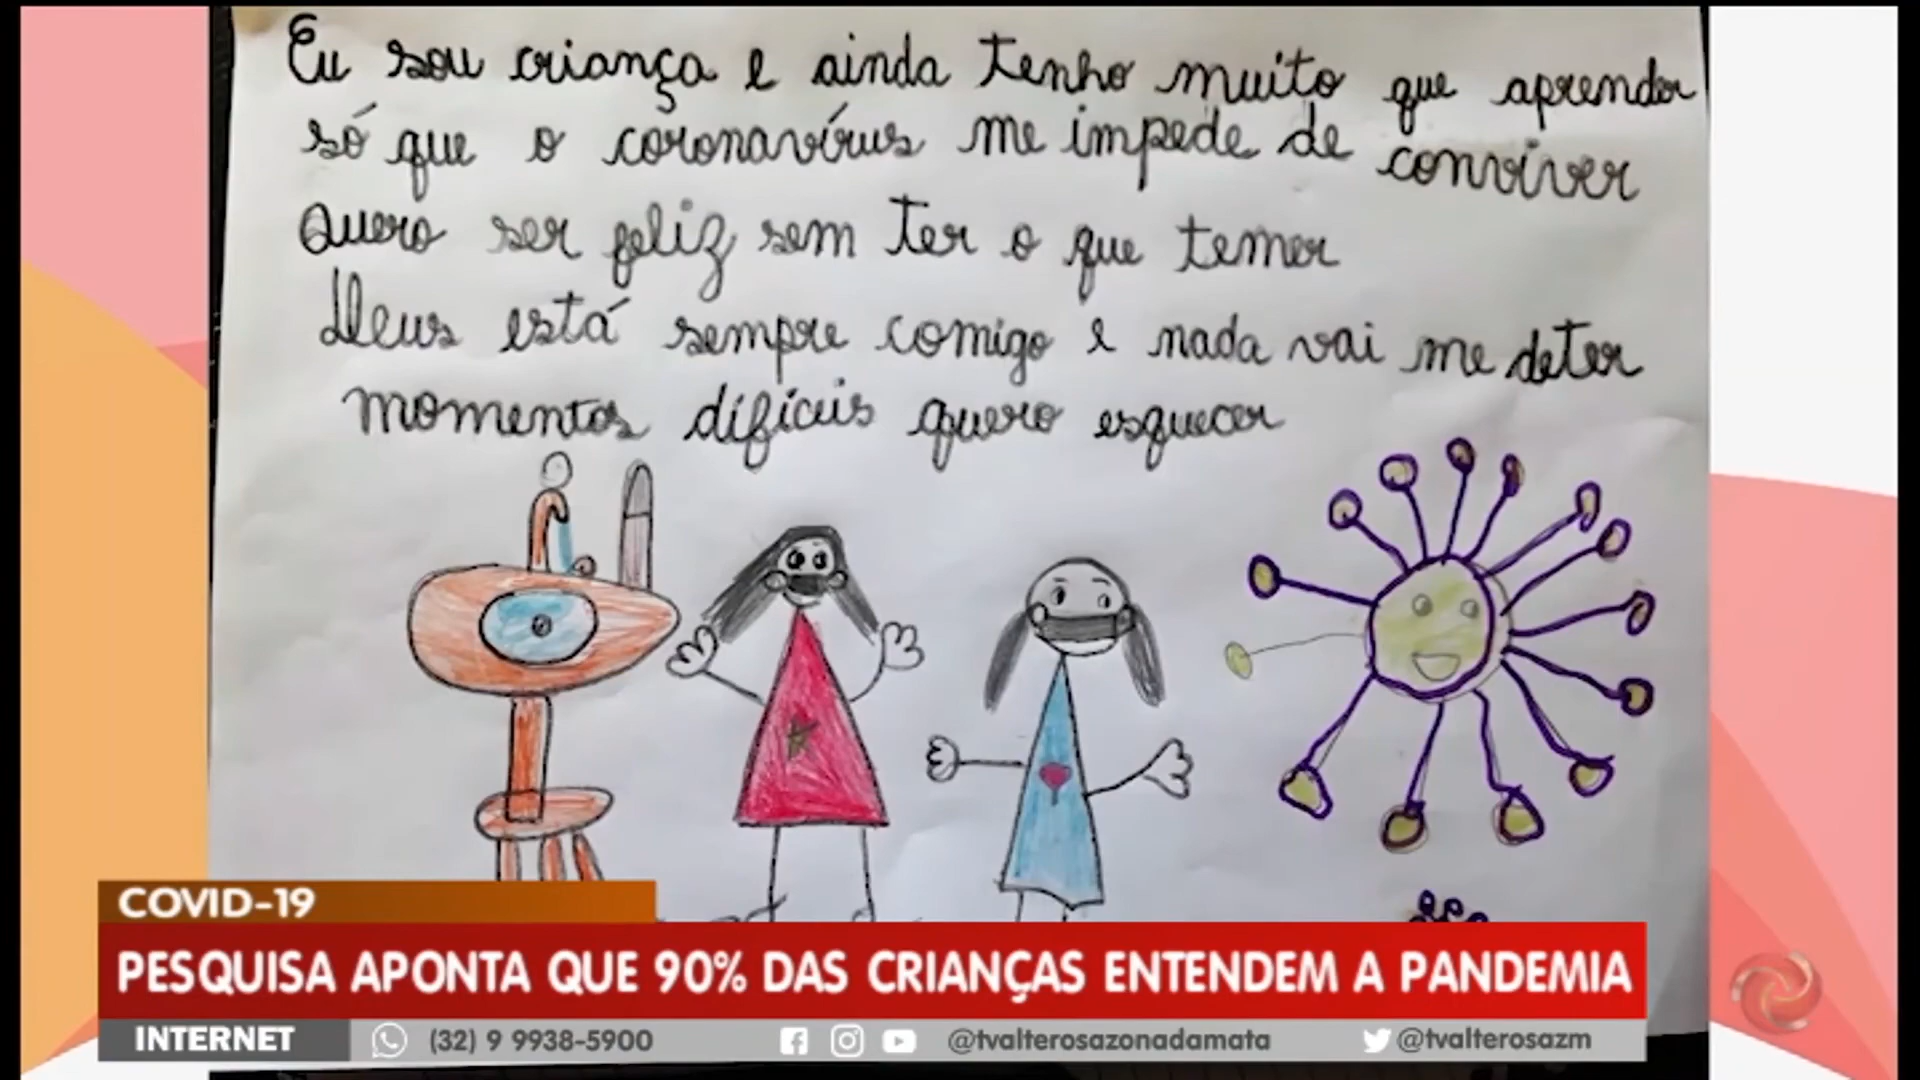 Eu sou criança e ainda tenho muito que aprender
só que o coronavírus me impede de conviver
Quero ser feliz sem ter o que temer
Deus está sempre comigo e nada vai me deter
momentos difíceis quero esquecer
COVID-19
PESQUISA APONTA QUE 90% DAS CRIANÇAS ENTENDEM A PANDEMIA
INTERNET (32) 9 9938-5900 @tvalterosazonadamata @tvalterosazm